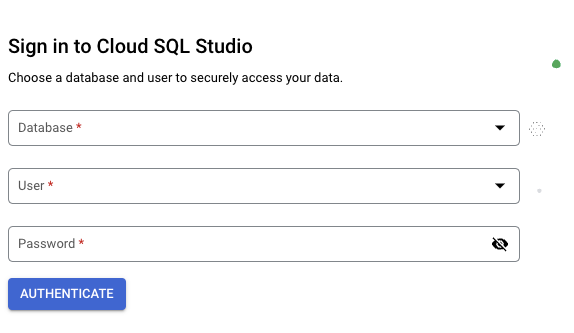 Sign in to Cloud SQL Studio
Choose a database and user to securely access your data.
Database *
User *
Password *
AUTHENTICATE